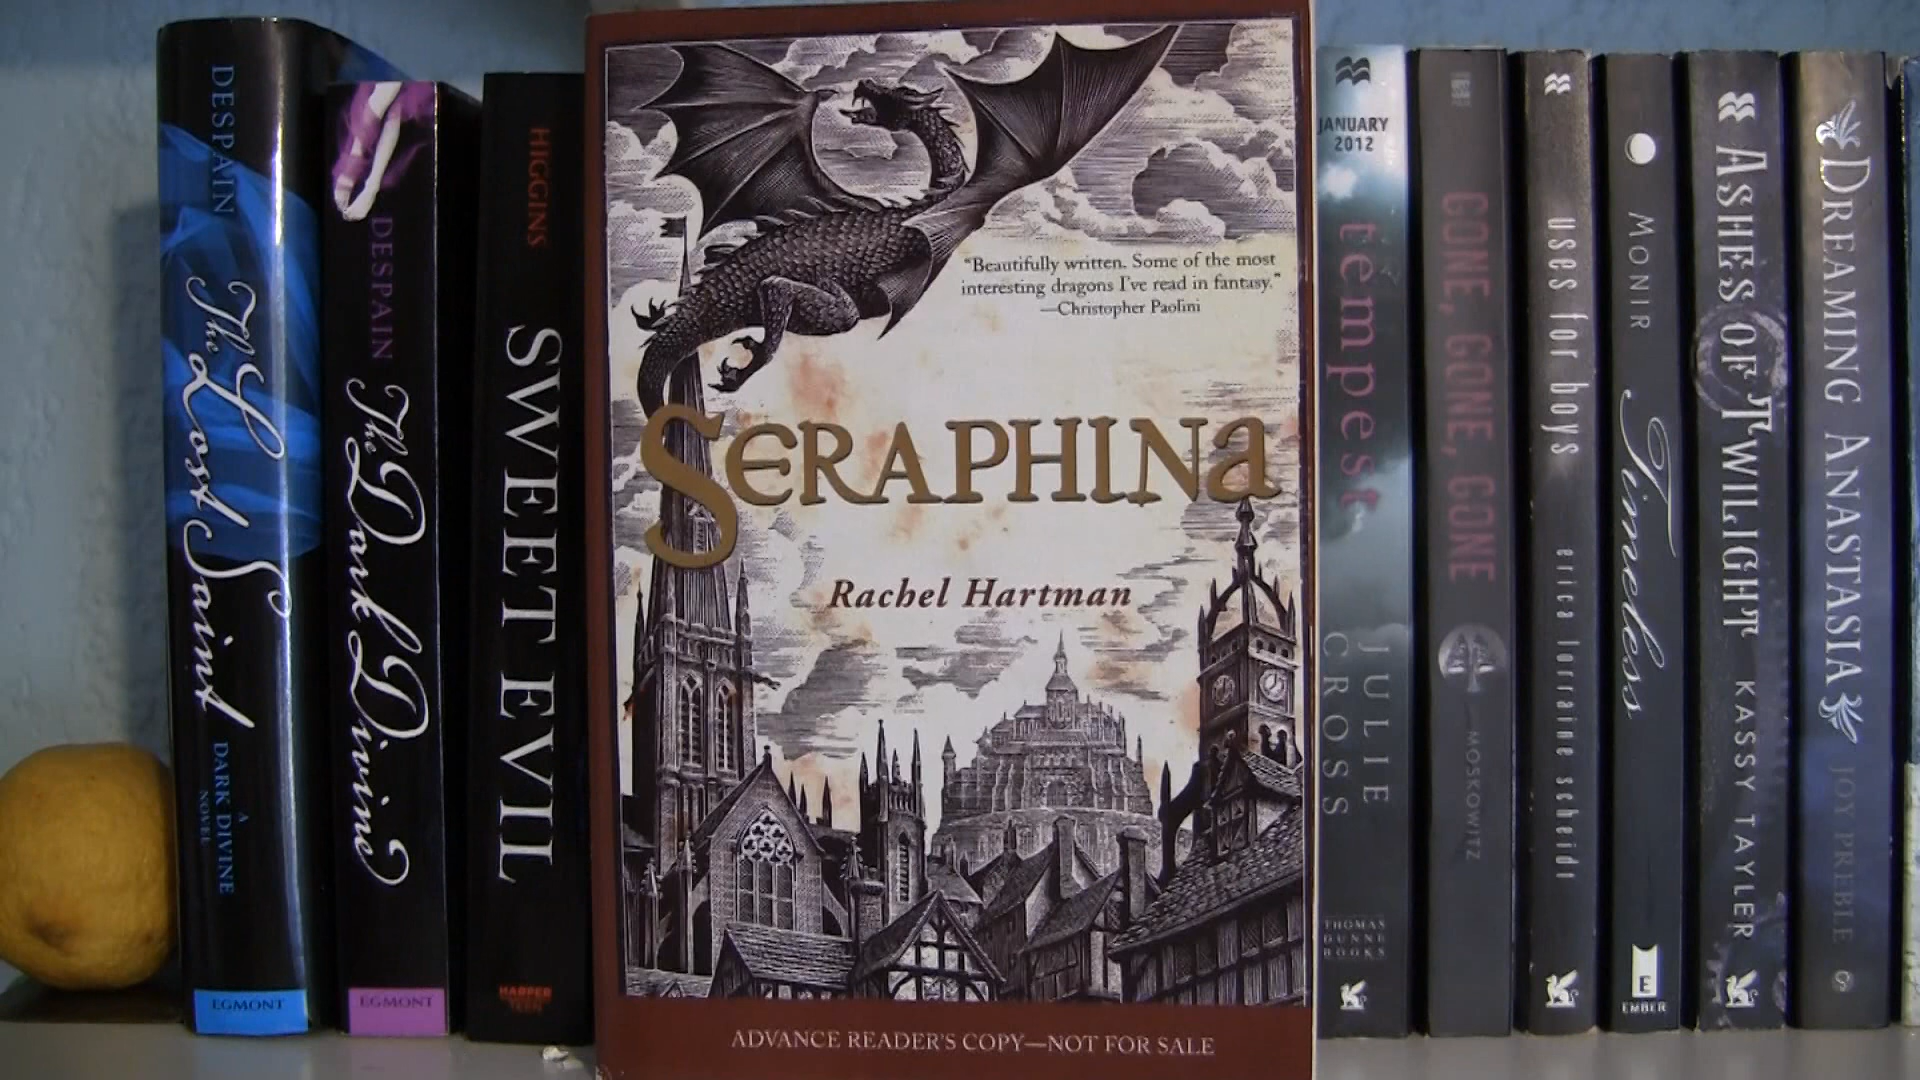 DESPAIN
The Lost Saint
A
DARK DIVINE
NOVEL
EGMONT
DESPAIN
The Dark Divine
EGMONT
HIGGINS
SWEET EVIL
HARPER
TEEN
"Beautifully written. Some of the most
interesting dragons I've read in fantasy."
—Christopher Paolini
SERAPHINA
Rachel Hartman
ADVANCE READER'S COPY—NOT FOR SALE
JANUARY
2012
tempest
JULIE
CROSS
THOMAS
DUNNE
BOOKS
GONE, GONE, GONE
MOSKOWITZ
uses for boys
erica lorraine scheidt
MONIR
Timeless
E
EMBER
ASHES OF TWILIGHT
KASSY TAYLER
DREAMING ANASTASIA
JOY PREBLE